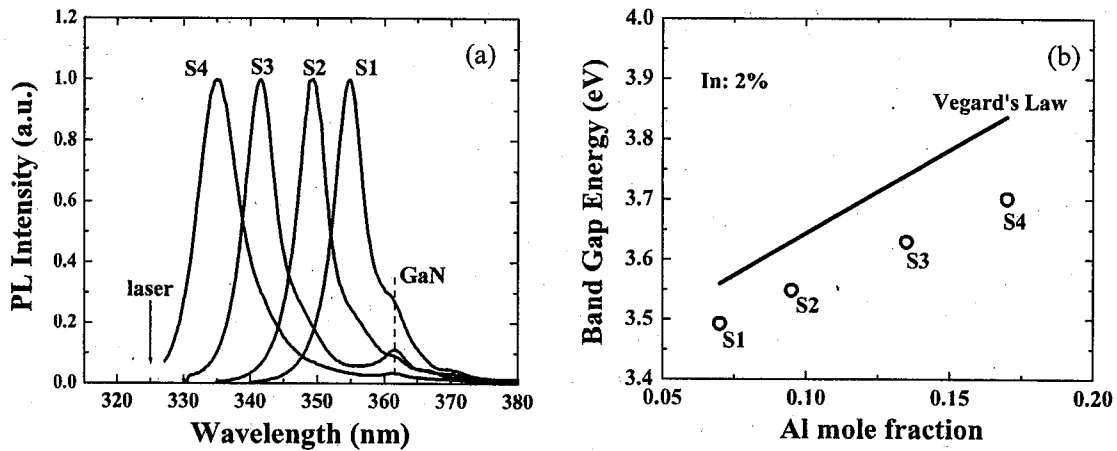 (a)
S4 S3 S2 S1
laser
GaN
PL Intensity (a.u.)
1.2
1.0
0.8
0.6
0.4
0.2
0.0
320 330 340 350 360 370 380
Wavelength (nm)
(b)
In: 2%
Vegard's Law
S4
S3
S2
S1
Band Gap Energy (eV)
4.0
3.9
3.8
3.7
3.6
3.5
3.4
0.05 0.10 0.15 0.20
Al mole fraction